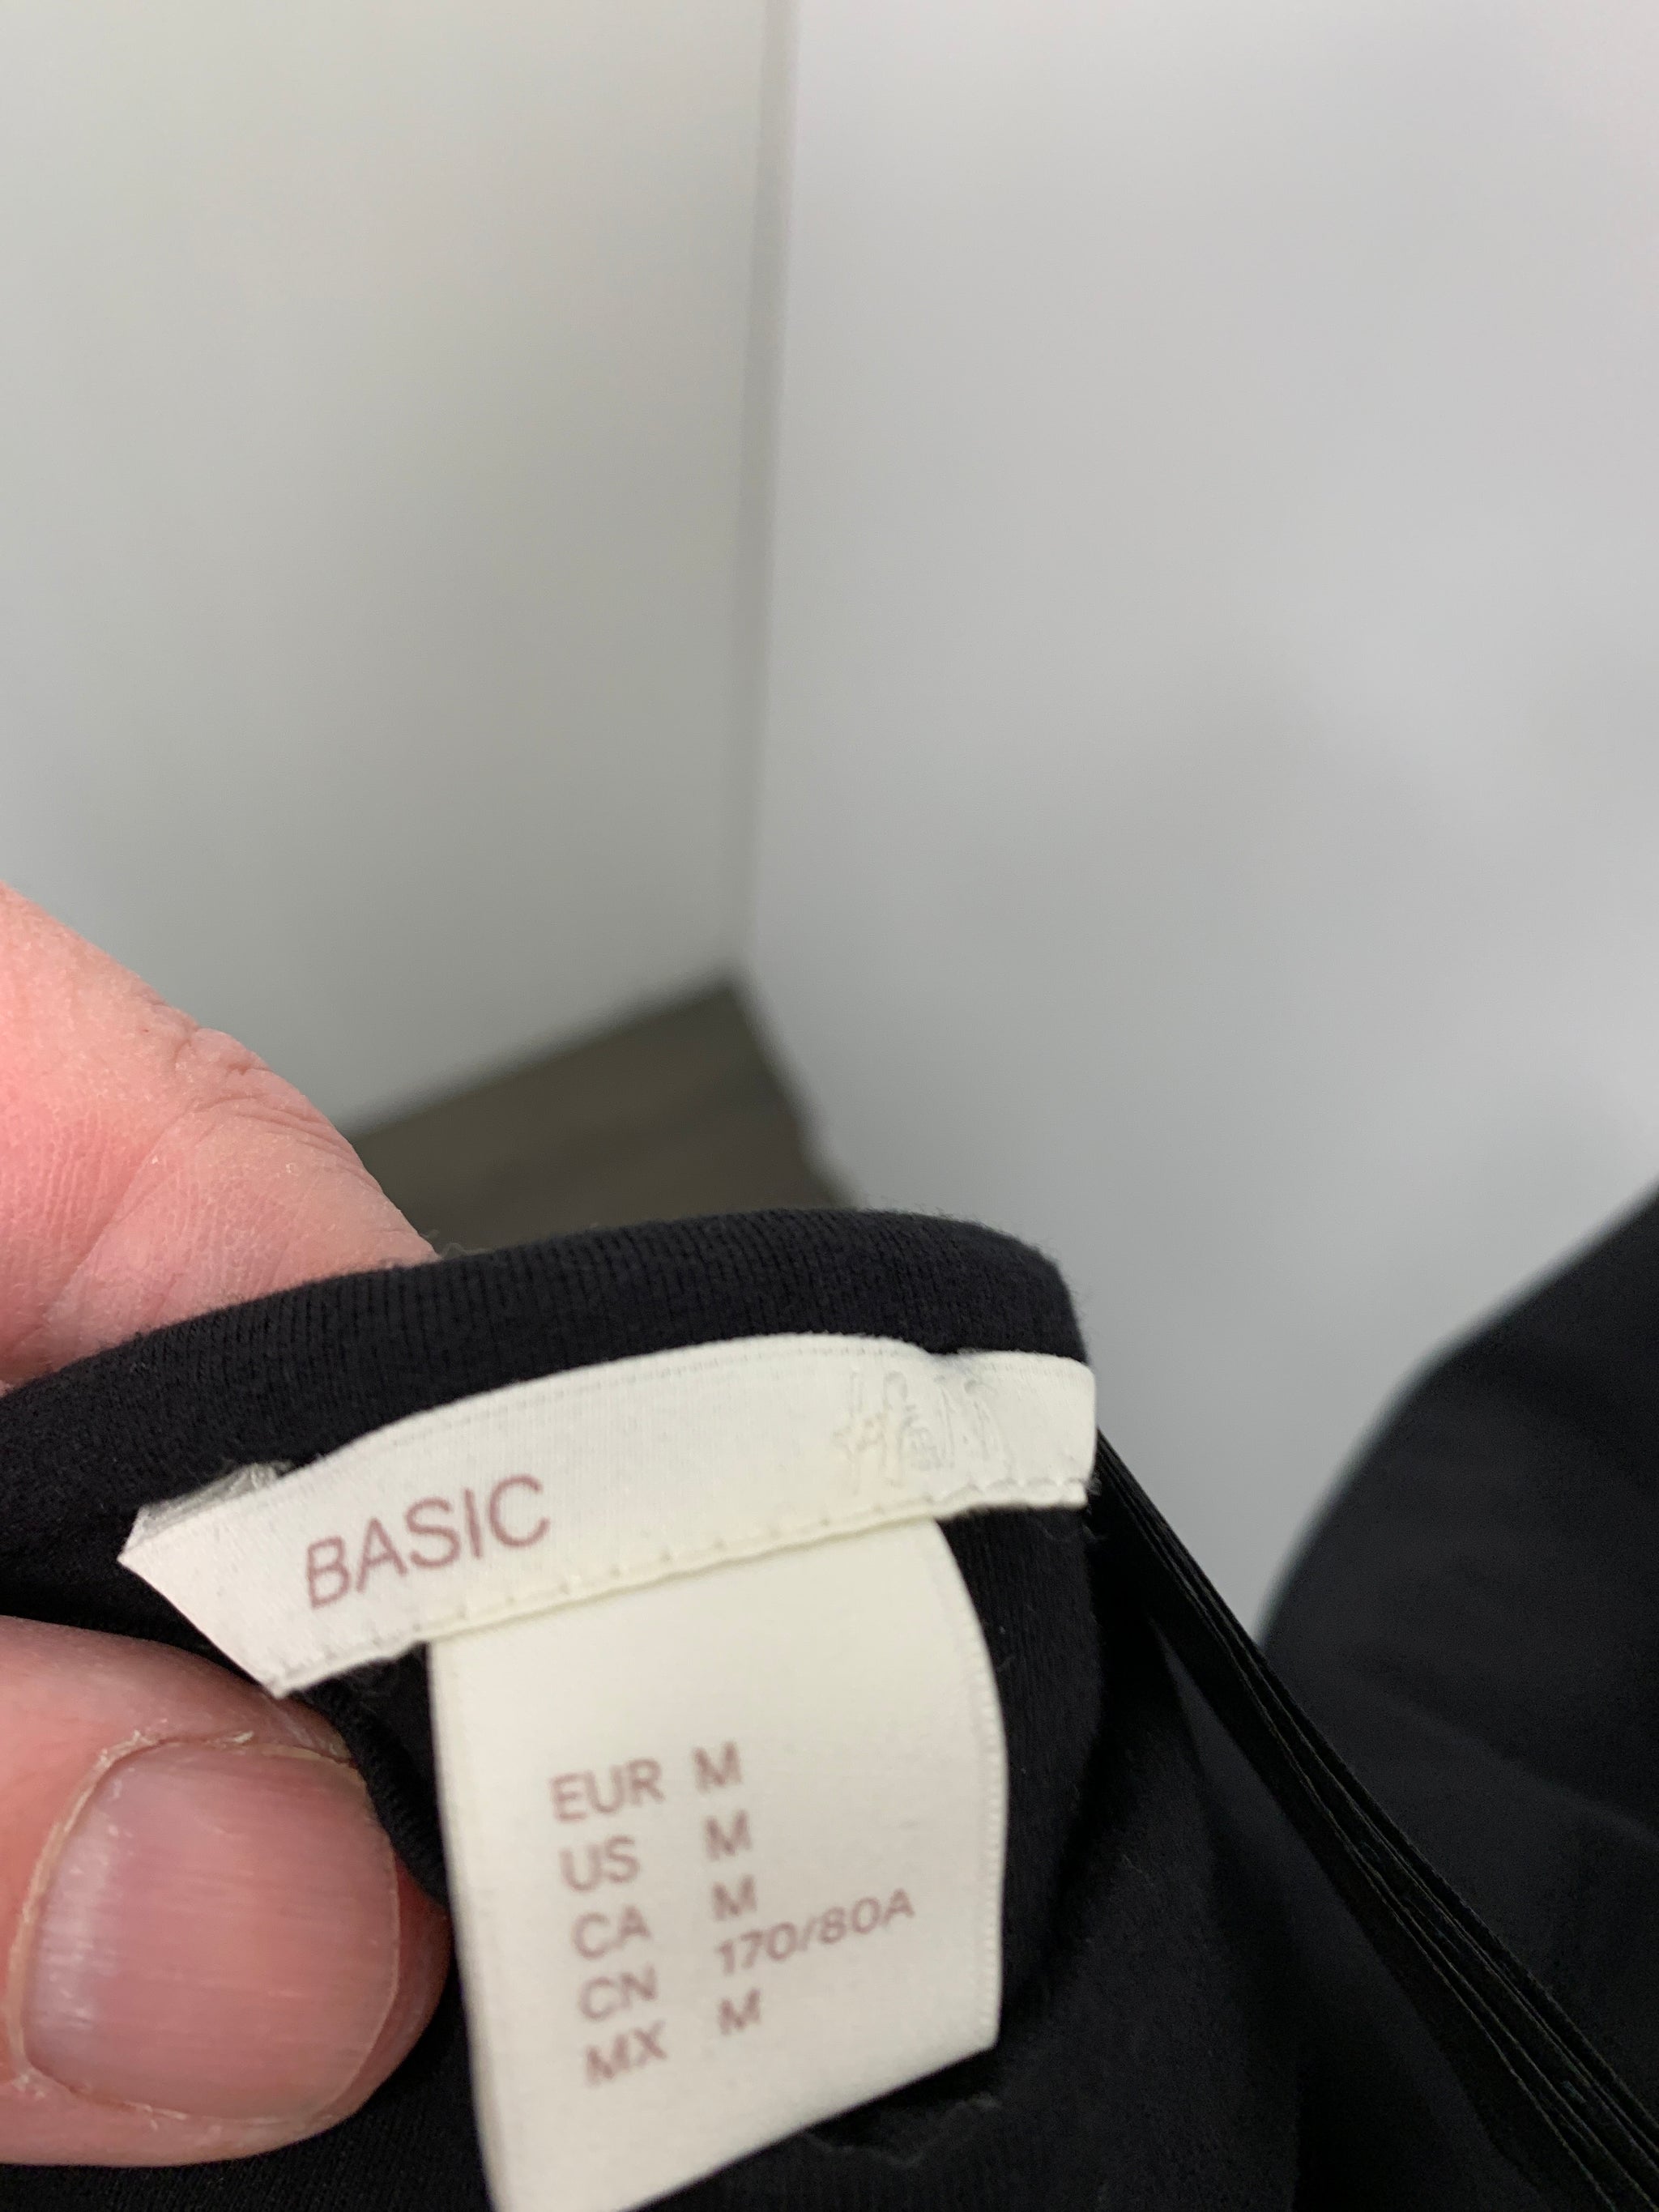 BASIC
EUR M
US M
CA M
CN 170/80A
MX M